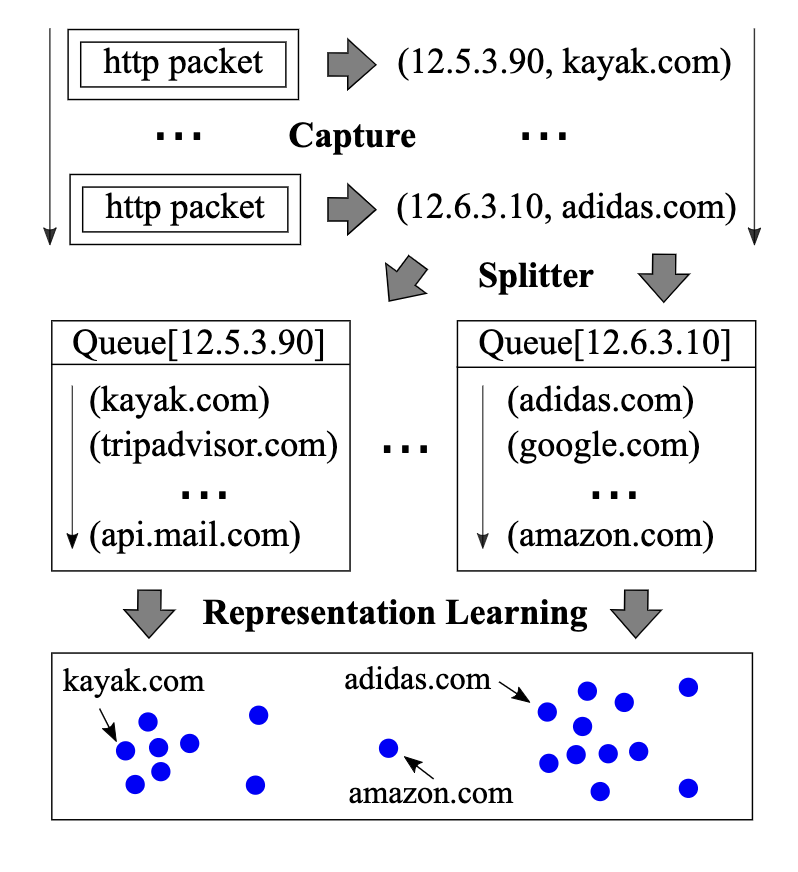 http packet (12.5.3.90, kayak.com)
... Capture ...
http packet (12.6.3.10, adidas.com)
Splitter
Queue[12.5.3.90]
(kayak.com)
(tripadvisor.com)
...
(api.mail.com)
...
Queue[12.6.3.10]
(adidas.com)
(google.com)
...
(amazon.com)
Representation Learning
kayak.com
adidas.com
amazon.com